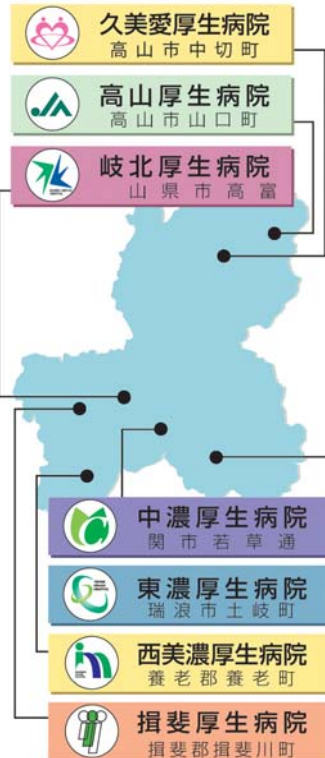 久美愛厚生病院
高山市中切町
JA
高山厚生病院
高山市山口町
岐北厚生病院
山県市高富
中濃厚生病院
関市若草通
東濃厚生病院
瑞浪市土岐町
西美濃厚生病院
養老郡養老町
揖斐厚生病院
揖斐郡揖斐川町